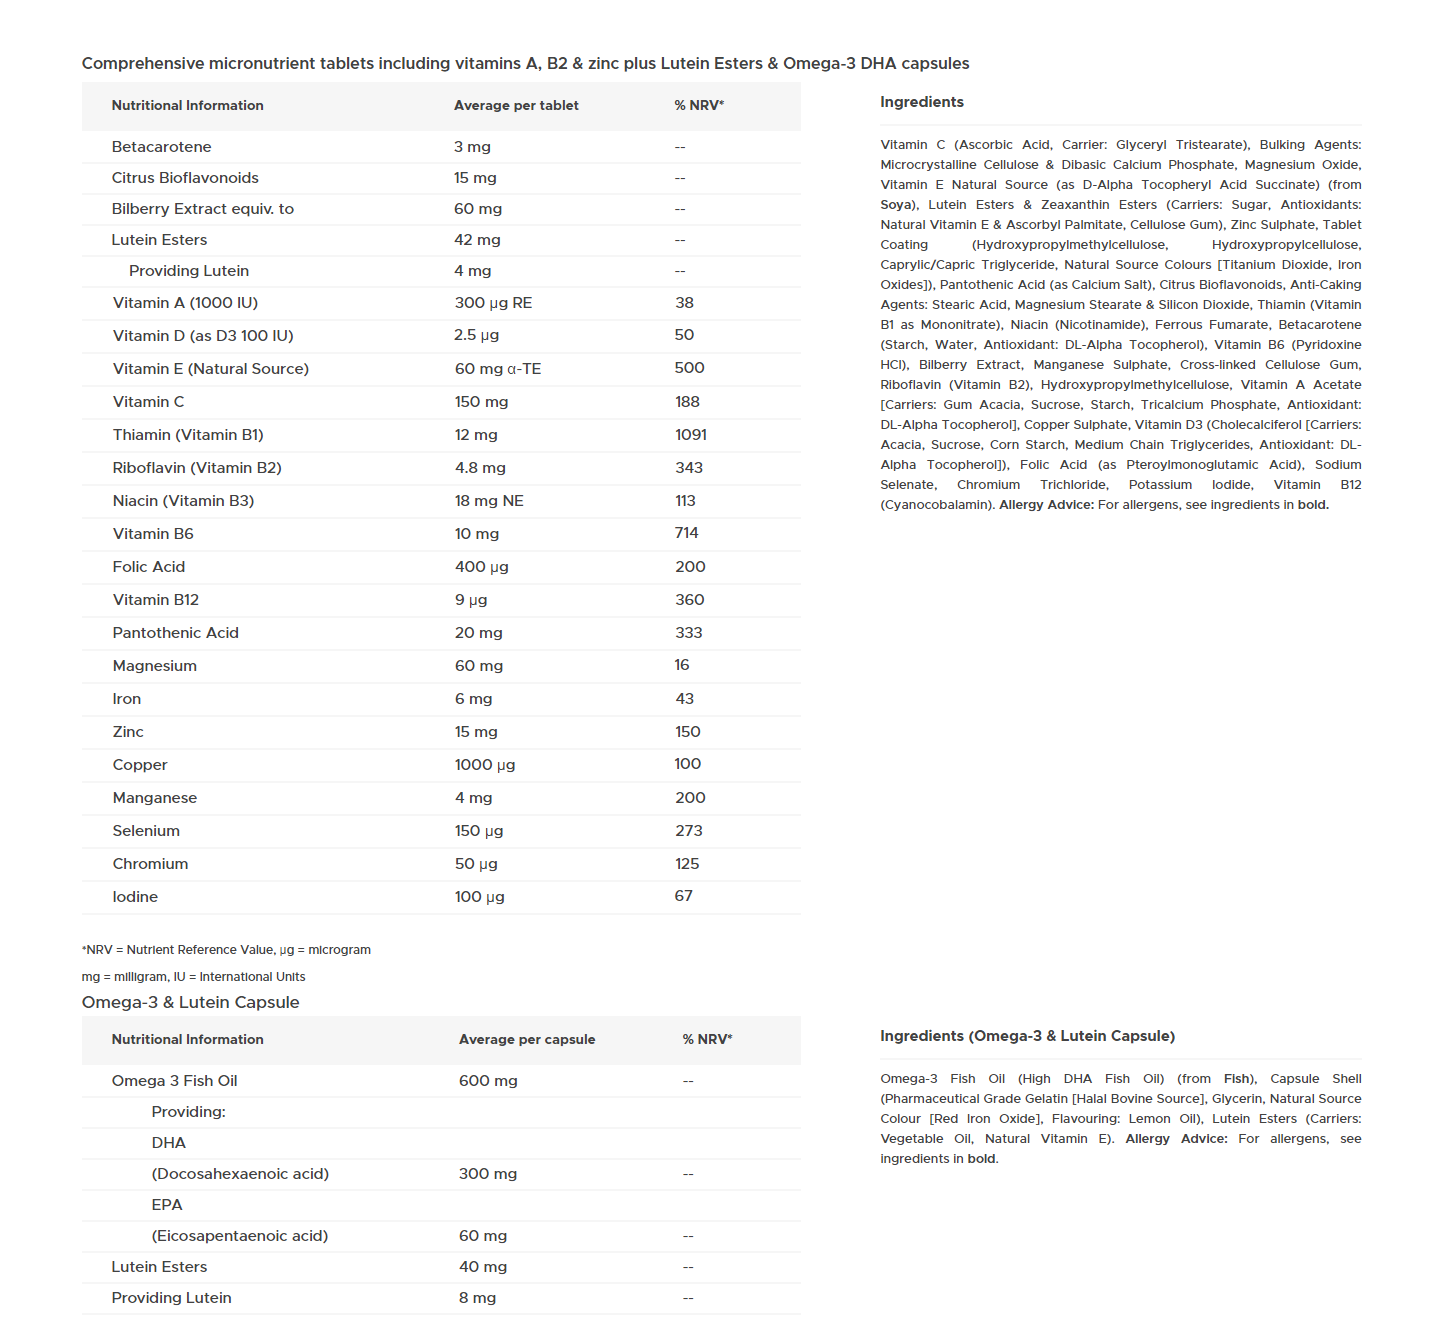 Comprehensive micronutrient tablets including vitamins A, B2 & zinc plus Lutein Esters & Omega-3 DHA capsules
Nutritional Information Average per tablet % NRV*
Betacarotene 3 mg --
Citrus Bioflavonoids 15 mg --
Bilberry Extract equiv. to 60 mg --
Lutein Esters 42 mg --
Providing Lutein 4 mg --
Vitamin A (1000 IU) 300 µg RE 38
Vitamin D (as D3 100 IU) 2.5 µg 50
Vitamin E (Natural Source) 60 mg α-TE 500
Vitamin C 150 mg 188
Thiamin (Vitamin B1) 12 mg 1091
Riboflavin (Vitamin B2) 4.8 mg 343
Niacin (Vitamin B3) 18 mg NE 113
Vitamin B6 10 mg 714
Folic Acid 400 µg 200
Vitamin B12 9 µg 360
Pantothenic Acid 20 mg 333
Magnesium 60 mg 16
Iron 6 mg 43
Zinc 15 mg 150
Copper 1000 µg 100
Manganese 4 mg 200
Selenium 150 µg 273
Chromium 50 µg 125
Iodine 100 µg 67
*NRV = Nutrient Reference Value, µg = microgram
mg = milligram, IU = International Units
Ingredients
Vitamin C (Ascorbic Acid, Carrier: Glyceryl Tristearate), Bulking Agents:
Microcrystalline Cellulose & Dibasic Calcium Phosphate, Magnesium Oxide,
Vitamin E Natural Source (as D-Alpha Tocopheryl Acid Succinate) (from
Soya), Lutein Esters & Zeaxanthin Esters (Carriers: Sugar, Antioxidants:
Natural Vitamin E & Ascorbyl Palmitate, Cellulose Gum), Zinc Sulphate, Tablet
Coating (Hydroxypropylmethylcellulose, Hydroxypropylcellulose,
Caprylic/Capric Triglyceride, Natural Source Colours [Titanium Dioxide, Iron
Oxides]), Pantothenic Acid (as Calcium Salt), Citrus Bioflavonoids, Anti-Caking
Agents: Stearic Acid, Magnesium Stearate & Silicon Dioxide, Thiamin (Vitamin
B1 as Mononitrate), Niacin (Nicotinamide), Ferrous Fumarate, Betacarotene
(Starch, Water, Antioxidant: DL-Alpha Tocopherol), Vitamin B6 (Pyridoxine
HCl), Bilberry Extract, Manganese Sulphate, Cross-linked Cellulose Gum,
Riboflavin (Vitamin B2), Hydroxypropylmethylcellulose, Vitamin A Acetate
[Carriers: Gum Acacia, Sucrose, Starch, Tricalcium Phosphate, Antioxidant:
DL-Alpha Tocopherol], Copper Sulphate, Vitamin D3 (Cholecalciferol [Carriers:
Acacia, Sucrose, Corn Starch, Medium Chain Triglycerides, Antioxidant: DL-
Alpha Tocopherol]), Folic Acid (as Pteroylmonoglutamic Acid), Sodium
Selenate, Chromium Trichloride, Potassium Iodide, Vitamin B12
(Cyanocobalamin). Allergy Advice: For allergens, see ingredients in bold.
Omega-3 & Lutein Capsule
Nutritional Information Average per capsule % NRV*
Omega 3 Fish Oil 600 mg --
Providing:
DHA
(Docosahexaenoic acid) 300 mg --
EPA
(Eicosapentaenoic acid) 60 mg --
Lutein Esters 40 mg --
Providing Lutein 8 mg --
Ingredients (Omega-3 & Lutein Capsule)
Omega-3 Fish Oil (High DHA Fish Oil) (from Fish), Capsule Shell
(Pharmaceutical Grade Gelatin [Halal Bovine Source], Glycerin, Natural Source
Colour [Red Iron Oxide], Flavouring: Lemon Oil), Lutein Esters (Carriers:
Vegetable Oil, Natural Vitamin E). Allergy Advice: For allergens, see
ingredients in bold.